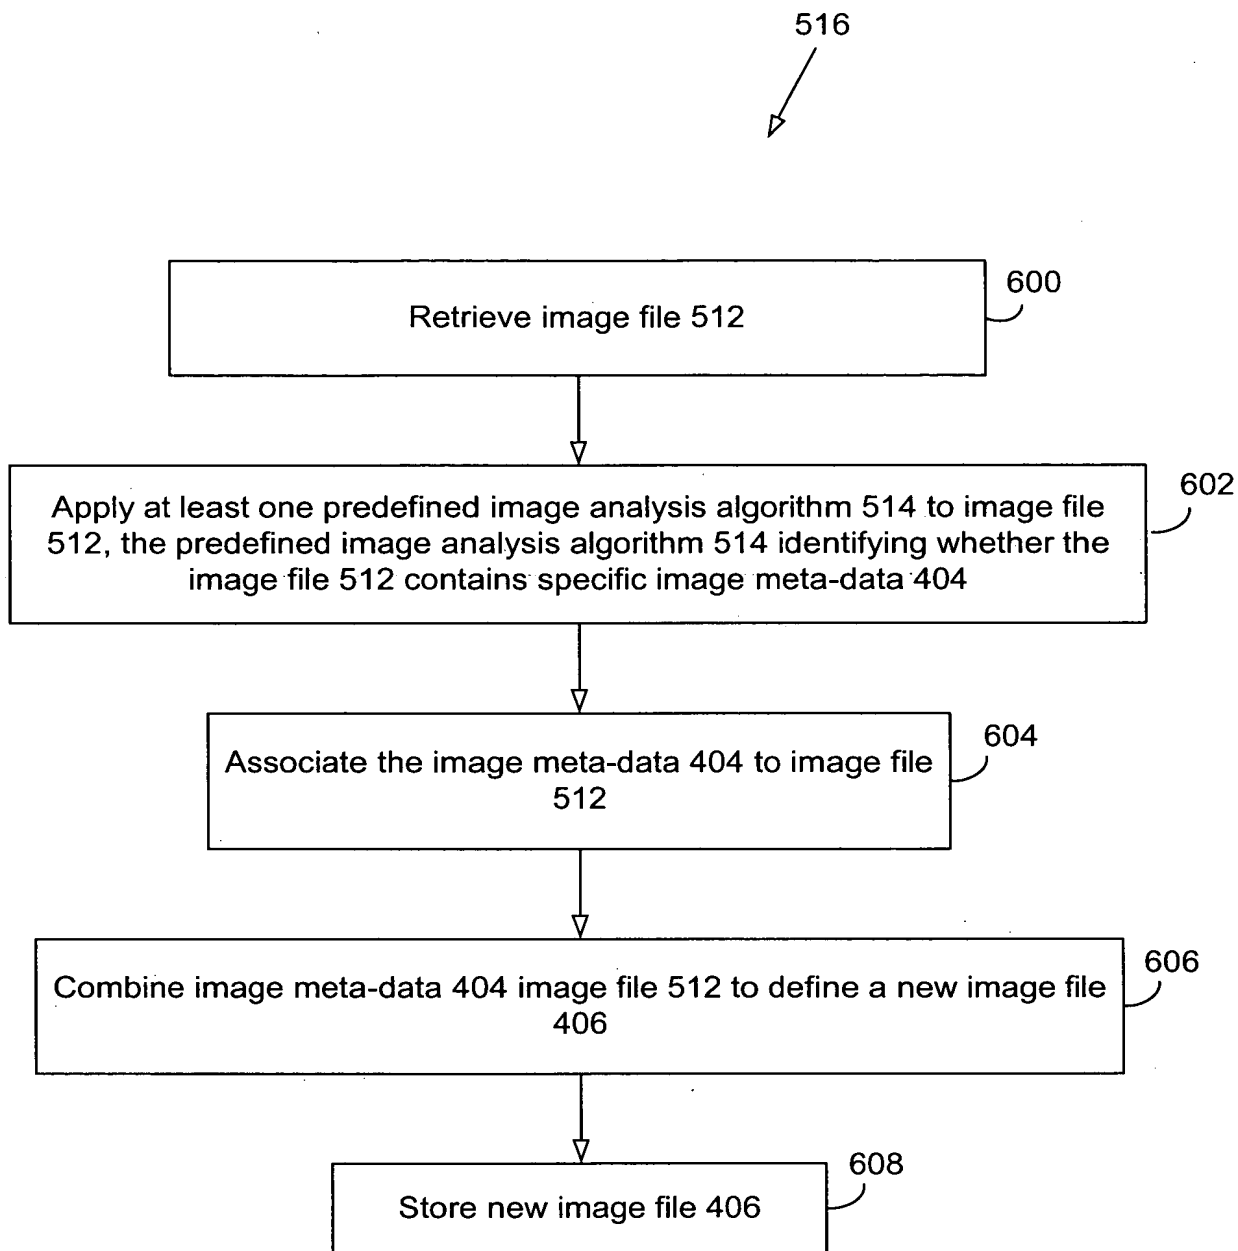 516
600
Retrieve image file 512
602
Apply at least one predefined image analysis algorithm 514 to image file
512, the predefined image analysis algorithm 514 identifying whether the
image file 512 contains specific image meta-data 404
604
Associate the image meta-data 404 to image file
512
606
Combine image meta-data 404 image file 512 to define a new image file
406
608
Store new image file 406